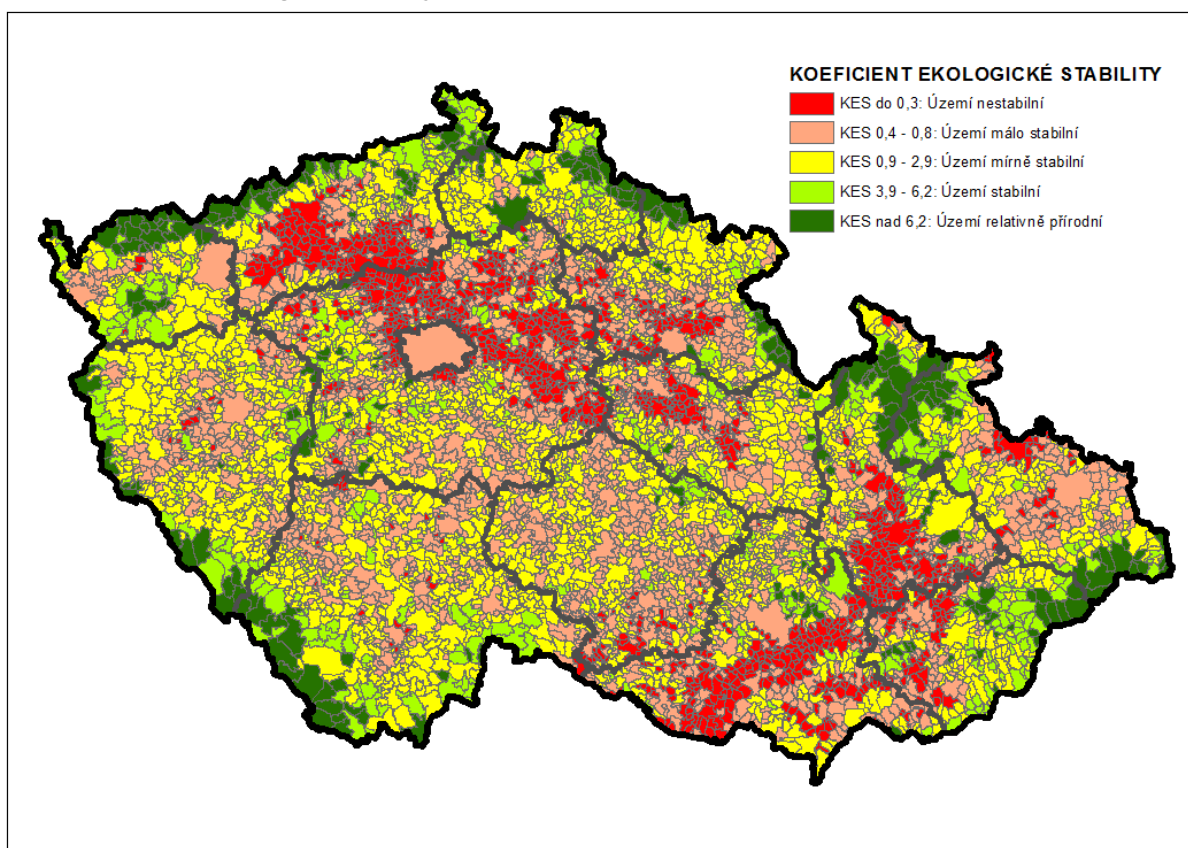 KOEFICIENT EKOLOGICKÉ STABILITY
KES do 0,3: Území nestabilní
KES 0,4 - 0,8: Území málo stabilní
KES 0,9 - 2,9: Území mírně stabilní
KES 3,9 - 6,2: Území stabilní
KES nad 6,2: Území relativně přírodní